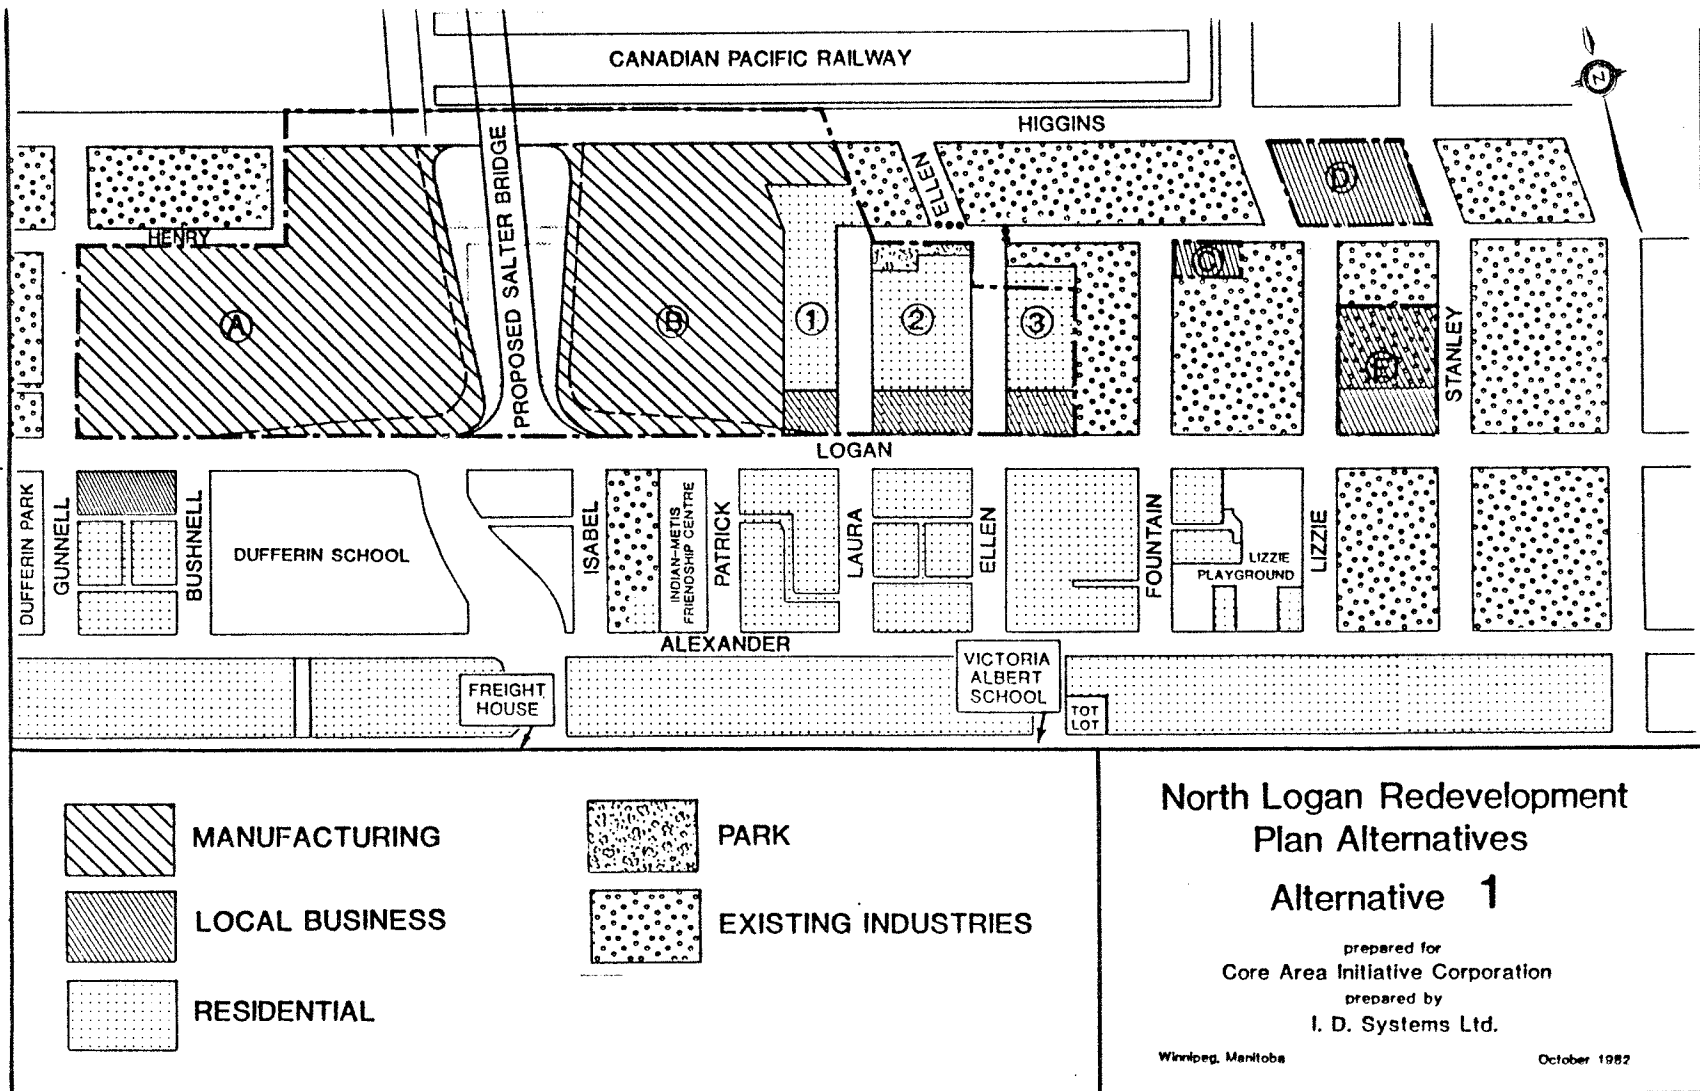 CANADIAN PACIFIC RAILWAY
N
HIGGINS
PROPOSED SALTER BRIDGE
ELLEN
D
HENRY
C
A
B
1
2
3
E
STANLEY
LOGAN
DUFFERIN PARK
GUNNELL
BUSHNELL
DUFFERIN SCHOOL
ISABEL
INDIAN-METIS
FRIENDSHIP CENTRE
PATRICK
LAURA
ELLEN
FOUNTAIN
LIZZIE
PLAYGROUND
LIZZIE
ALEXANDER
FREIGHT
HOUSE
VICTORIA
ALBERT
SCHOOL
TOT
LOT
MANUFACTURING
LOCAL BUSINESS
RESIDENTIAL
PARK
EXISTING INDUSTRIES
North Logan Redevelopment
Plan Alternatives
Alternative 1
prepared for
Core Area Initiative Corporation
prepared by
I. D. Systems Ltd.
Winnipeg, Manitoba
October 1982